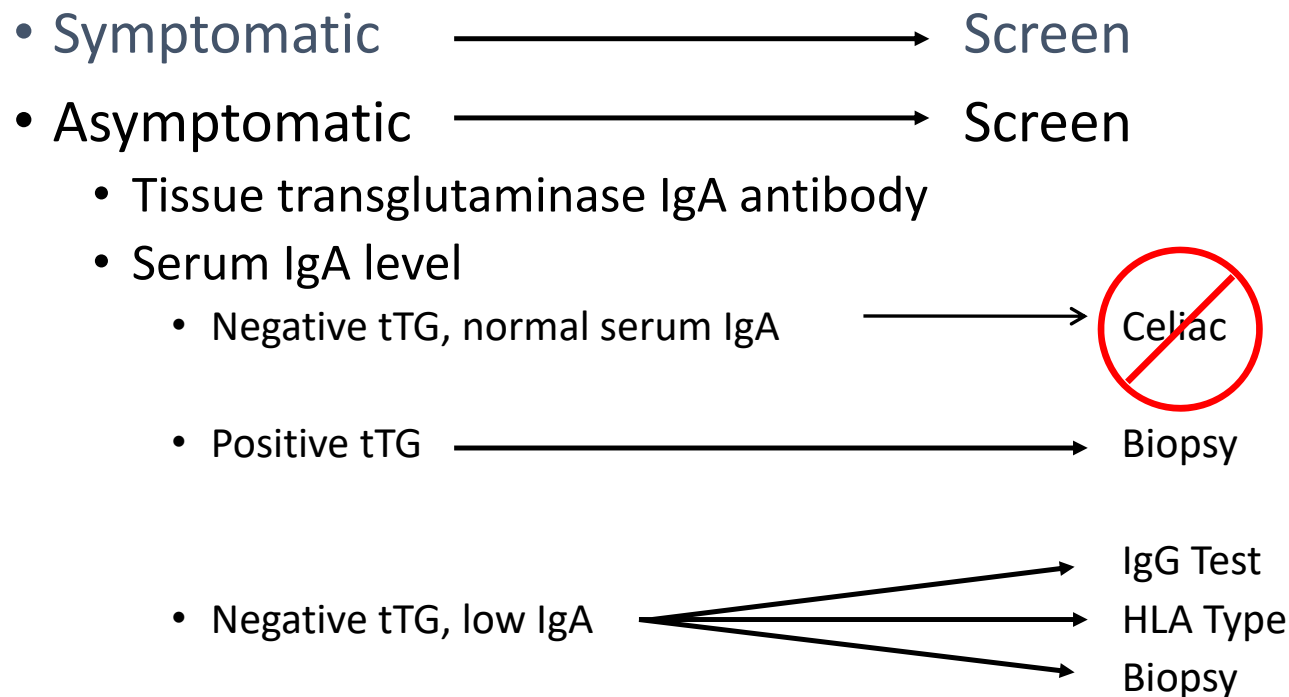 • Symptomatic Screen
• Asymptomatic Screen
• Tissue transglutaminase IgA antibody
• Serum IgA level
• Negative tTG, normal serum IgA Celiac
• Positive tTG Biopsy
IgG Test
• Negative tTG, low IgA HLA Type
Biopsy